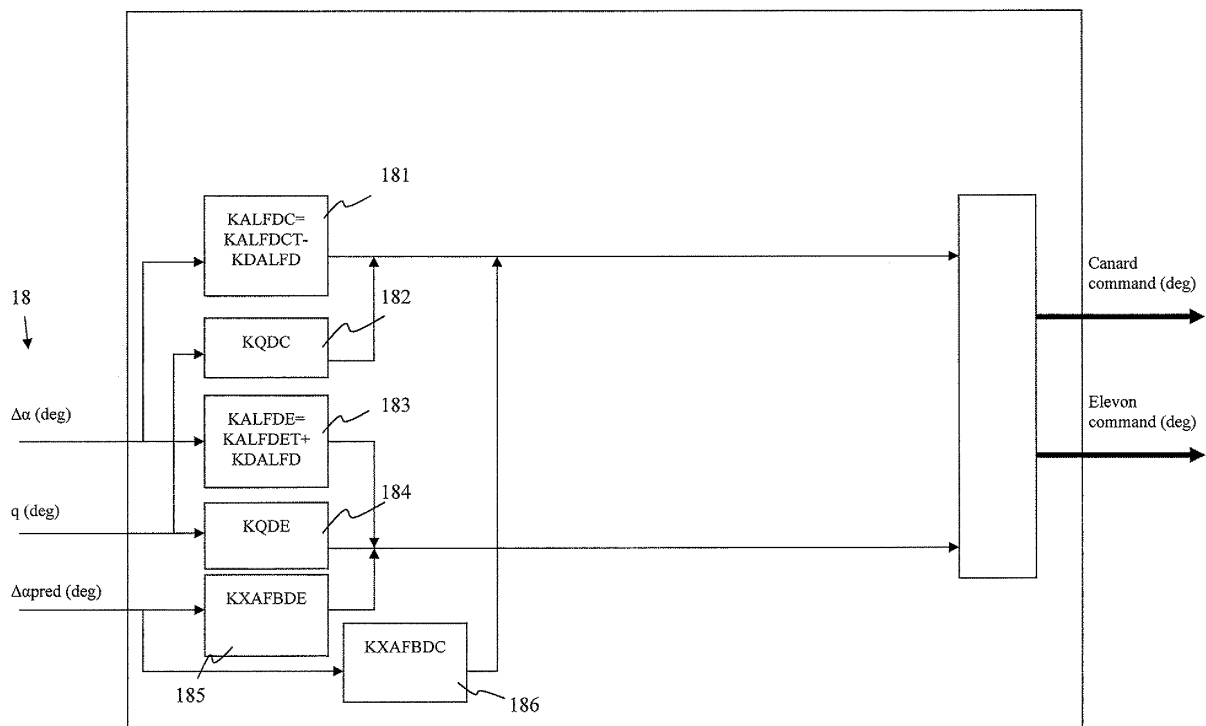 181
KALFDC=
KALFDCT-
KDALFD
Canard
command (deg)
18
182
KQDC
Δα (deg)
183
KALFDE=
KALFDET+
KDALFD
Elevon
command (deg)
184
q (deg)
KQDE
Δαpred (deg)
KXAFBDE
KXAFBDC
185
186